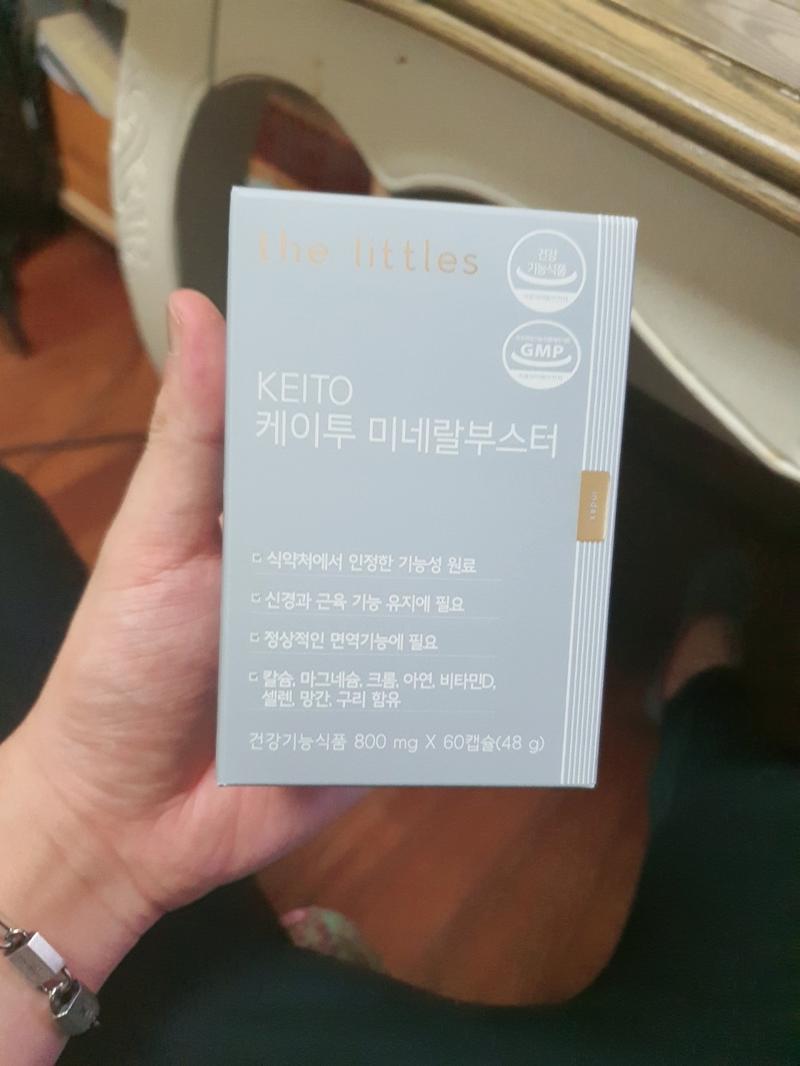 the littles
건강
기능식품
GMP
KEITO
케이투 미네랄부스터
index
식약처에서 인정한 기능성 원료
신경과 근육 기능 유지에 필요
정상적인 면역기능에 필요
칼슘, 마그네슘, 크롬, 아연, 비타민D,
셀렌, 망간, 구리 함유
건강기능식품 800 mg X 60캡슐(48 g)